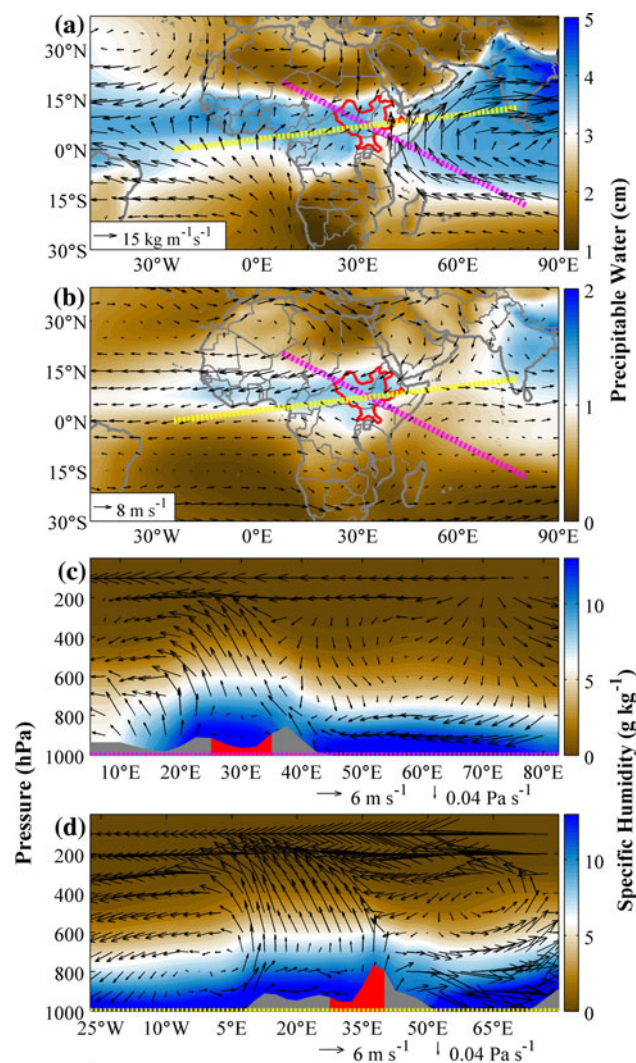 (a)
30°N
15°N
0°N
15°S
30°S
15 kg m⁻¹s⁻¹
30°W 0°E 30°E 60°E 90°E
5
4
3
2
1
Precipitable Water (cm)
(b)
30°N
15°N
0°N
15°S
30°S
8 m s⁻¹
30°W 0°E 30°E 60°E 90°E
2
1
0
(c)
200
400
600
800
1000
Pressure (hPa)
10°E 20°E 30°E 40°E 50°E 60°E 70°E 80°E
6 m s⁻¹ 0.04 Pa s⁻¹
10
5
0
Specific Humidity (g kg⁻¹)
(d)
200
400
600
800
1000
25°W 10°W 5°E 20°E 35°E 50°E 65°E
6 m s⁻¹ 0.04 Pa s⁻¹
10
5
0